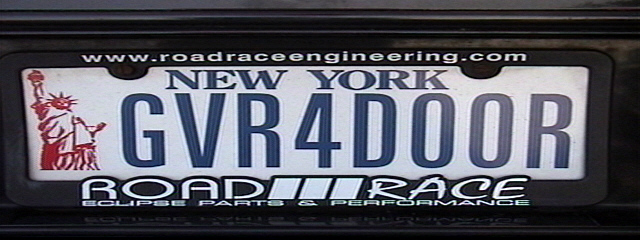 www.roadraceengineering.com
NEW YORK
GVR4DOOR
ROAD RACE
ECLIPSE PARTS & PERFORMANCE